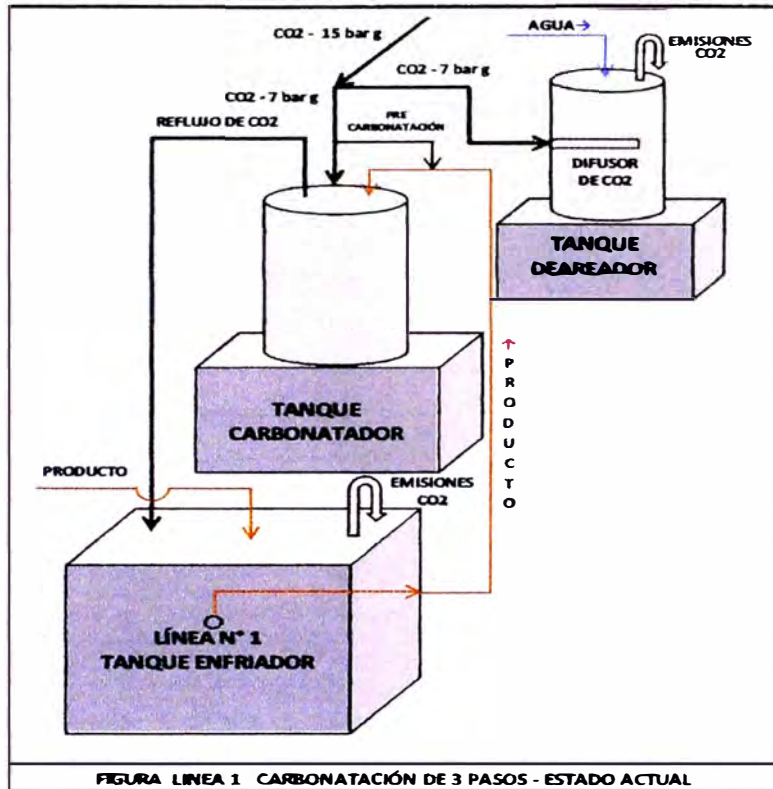 CO2 - 15 bar g
AGUA→
EMISIONES
CO2
CO2 - 7 bar g
CO2 - 7 bar g
PRE
CARBONATACIÓN
REFLUJO DE CO2
DIFUSOR
DE CO2
TANQUE
DEAREADOR
TANQUE
CARBONATADOR
↑
P
R
O
D
U
C
T
O
PRODUCTO
EMISIONES
CO2
LÍNEA N° 1
TANQUE ENFRIADOR
FIGURA LINEA 1 CARBONATACIÓN DE 3 PASOS - ESTADO ACTUAL